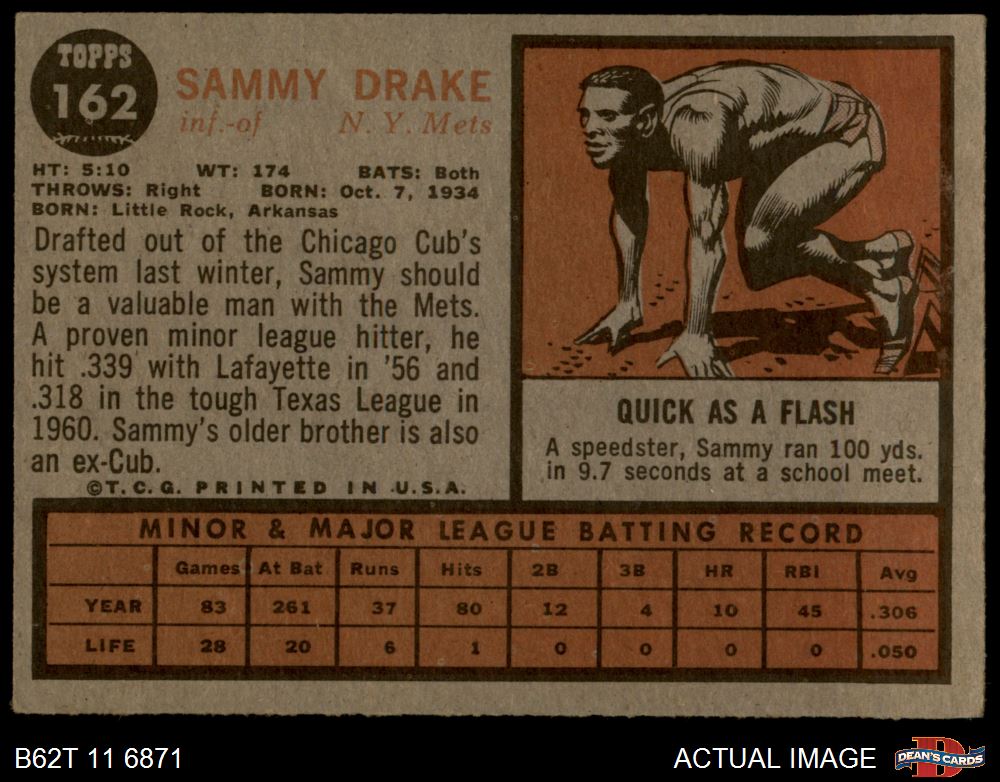 TOPPS
162
SAMMY DRAKE
inf.-of N. Y. Mets
HT: 5:10 WT: 174 BATS: Both
THROWS: Right BORN: Oct. 7, 1934
BORN: Little Rock, Arkansas
Drafted out of the Chicago Cub's
system last winter, Sammy should
be a valuable man with the Mets.
A proven minor league hitter, he
hit .339 with Lafayette in '56 and
.318 in the tough Texas League in
1960. Sammy's older brother is also
an ex-Cub.
©T.C.G. PRINTED IN U.S.A.
QUICK AS A FLASH
A speedster, Sammy ran 100 yds.
in 9.7 seconds at a school meet.
MINOR & MAJOR LEAGUE BATTING RECORD
Games At Bat Runs Hits 2B 3B HR RBI Avg
YEAR 83 261 37 80 12 4 10 45 .306
LIFE 28 20 6 1 0 0 0 0 .050
B62T 11 6871
ACTUAL IMAGE
D
DEAN'S CARDS